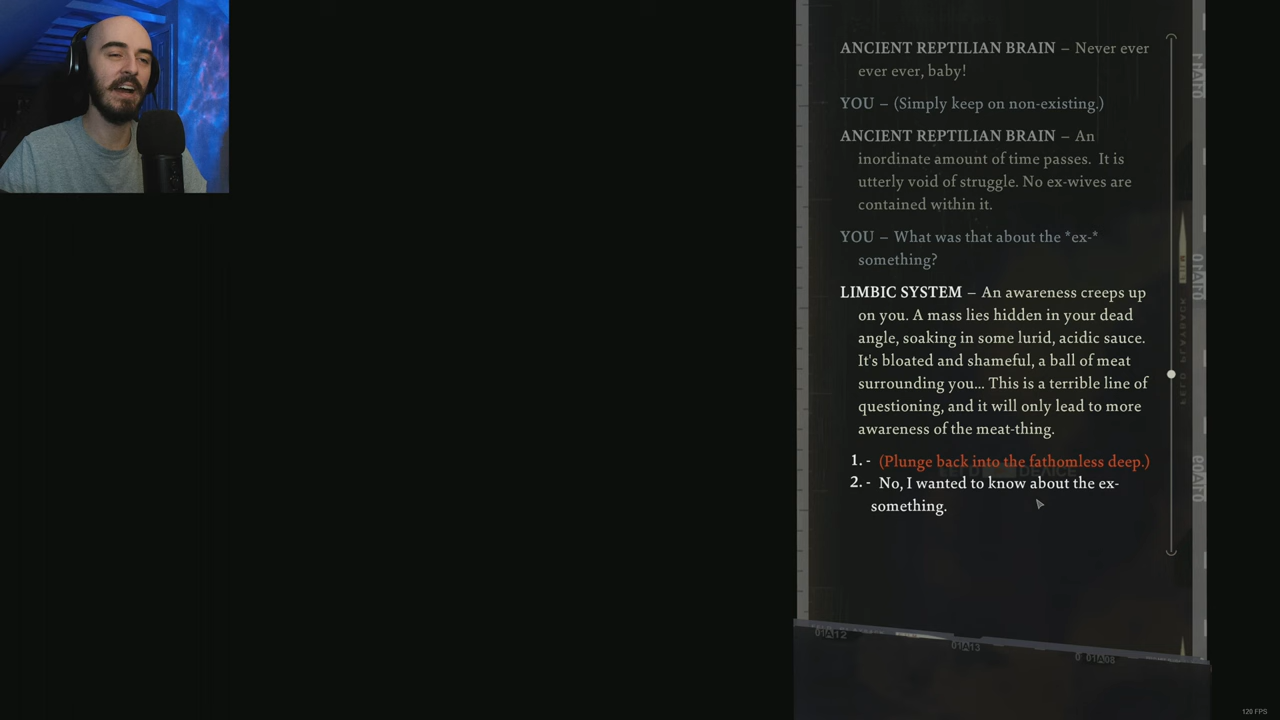 ANCIENT REPTILIAN BRAIN – Never ever
ever ever, baby!
YOU – (Simply keep on non-existing.)
ANCIENT REPTILIAN BRAIN – An
inordinate amount of time passes. It is
utterly void of struggle. No ex-wives are
contained within it.
YOU – What was that about the *ex-*
something?
LIMBIC SYSTEM – An awareness creeps up
on you. A mass lies hidden in your dead
angle, soaking in some lurid, acidic sauce.
It's bloated and shameful, a ball of meat
surrounding you... This is a terrible line of
questioning, and it will only lead to more
awareness of the meat-thing.
1. - (Plunge back into the fathomless deep.)
2. - No, I wanted to know about the ex-
something.
120 FPS